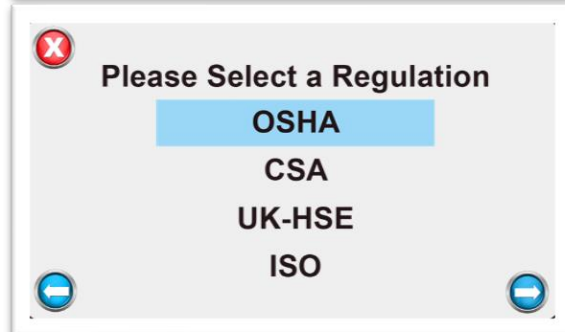 X
Please Select a Regulation
OSHA
CSA
UK-HSE
ISO